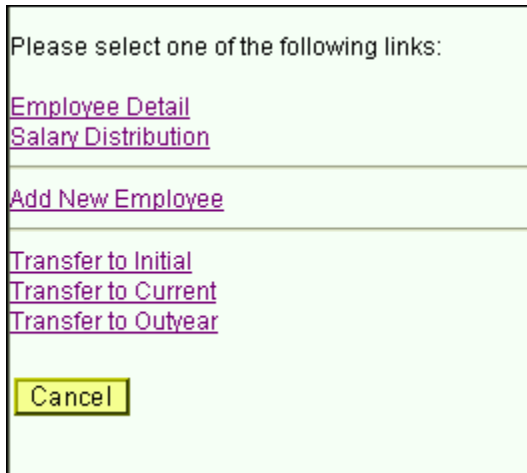 Please select one of the following links:
Employee Detail
Salary Distribution
Add New Employee
Transfer to Initial
Transfer to Current
Transfer to Outyear
Cancel